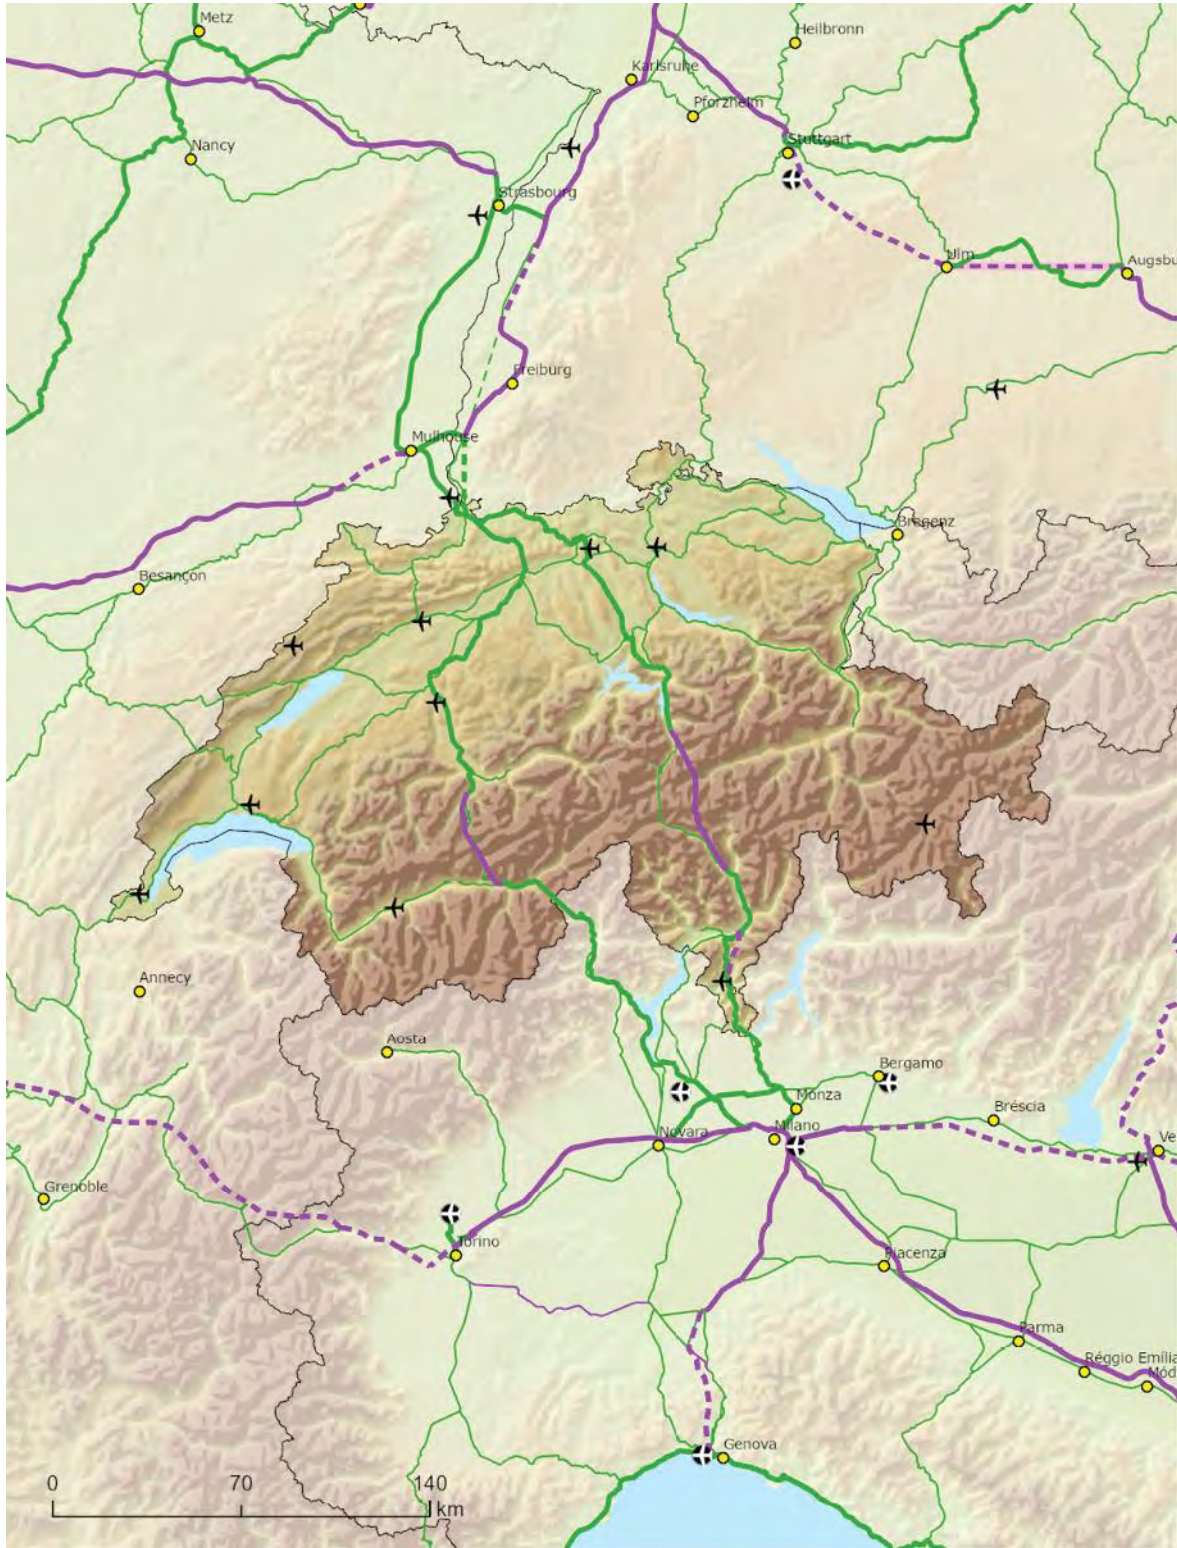 Metz
Heilbronn
Karlsruhe
Pforzheim
Stuttgart
Nancy
Strasbourg
Ulm
Augsbu
Freiburg
Mulhouse
Bregenz
Besançon
Annecy
Aosta
Bergamo
Monza
Bréscia
Novara
Milano
Ve
Grenoble
Torino
Piacenza
Parma
Réggio Emília
Mód
Genova
0 70 140
km